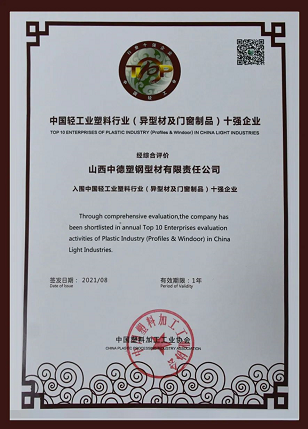 中国轻工业塑料行业（异型材及门窗制品）十强企业
TOP 10 ENTERPRISES OF PLASTIC INDUSTRY (Profiles & Windoor) IN CHINA LIGHT INDUSTRIES
经综合评价
山西中德塑钢型材有限责任公司
入围中国轻工业塑料行业（异型材及门窗制品）十强企业
Through comprehensive evaluation,the company has
been shortlisted in annual Top 10 Enterprises evaluation
activities of Plastic Industry (Profiles & Windoor) in China
Light Industries.
签发日期： 2021/08 有效期限：1年
Date of Issue Period of Validity
中国塑料加工工业协会
CHINA PLASTIC PROCESSING INDUSTRY ASSOCIATION